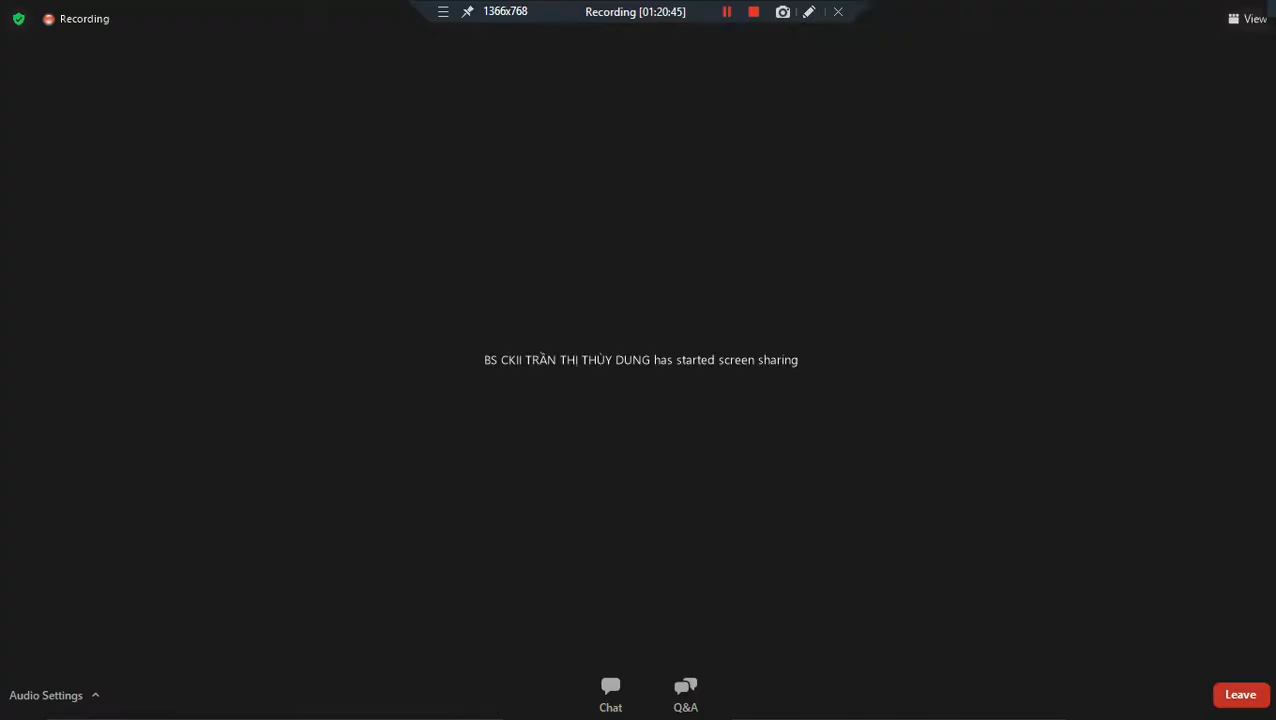 Recording
1366x768
Recording [01:20:45]
View
BS CKII TRẦN THỊ THÙY DUNG has started screen sharing
Audio Settings
Chat
Q&A
Leave